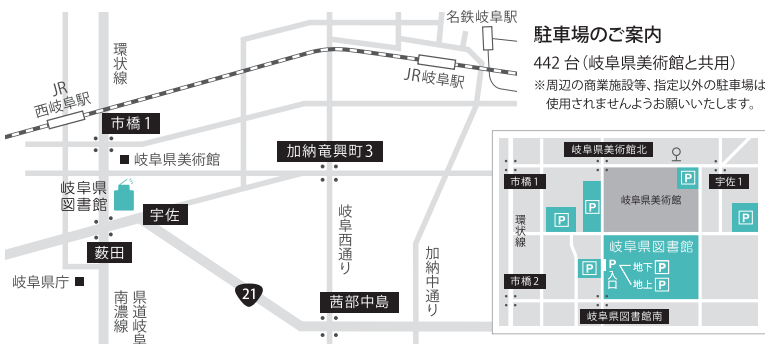 名鉄岐阜駅
環状線
JR
西岐阜駅
JR岐阜駅
市橋1
岐阜県美術館
加納竜興町3
岐阜県
図書館
宇佐
薮田
岐阜県庁
県道岐阜
南濃線
21
岐阜西通り
茜部中島
加納中通り
駐車場のご案内
442台(岐阜県美術館と共用)
※周辺の商業施設等、指定以外の駐車場は
使用されませんようお願いいたします。
岐阜県美術館北
市橋1
岐阜県美術館
P
宇佐1
P
P
P
環状線
岐阜県図書館
P
P入口
地下P
地上P
市橋2
岐阜県図書館南